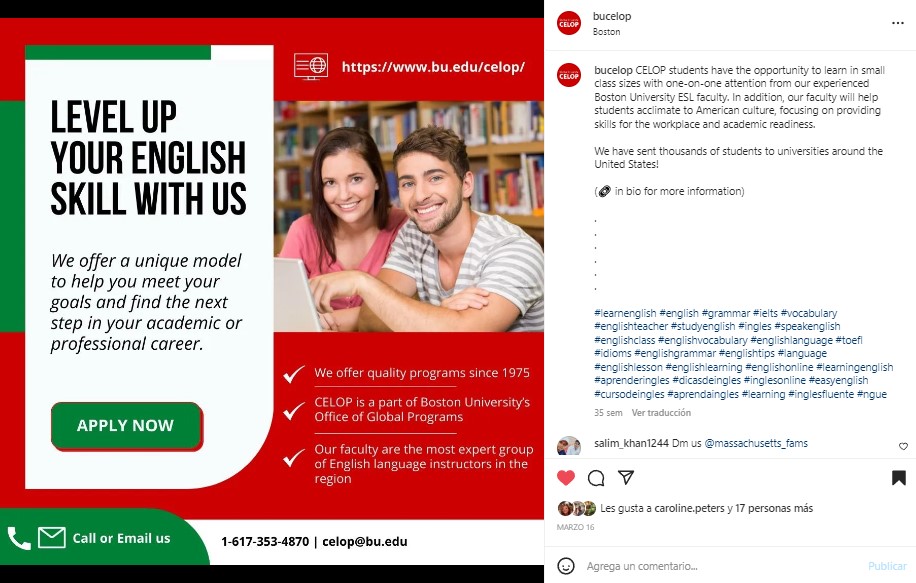 https://www.bu.edu/celop/
LEVEL UP
YOUR ENGLISH
SKILL WITH US
We offer a unique model
to help you meet your
goals and find the next
step in your academic or
professional career.
APPLY NOW
We offer quality programs since 1975
CELOP is a part of Boston University's
Office of Global Programs
Our faculty are the most expert group
of English language instructors in the
region
Call or Email us
1-617-353-4870 | celop@bu.edu
CELOP
bucelop
Boston
CELOP
bucelop CELOP students have the opportunity to learn in small
class sizes with one-on-one attention from our experienced
Boston University ESL faculty. In addition, our faculty will help
students acclimate to American culture, focusing on providing
skills for the workplace and academic readiness.
We have sent thousands of students to universities around the
United States!
( in bio for more information)
.
.
.
.
.
.
#learnenglish #english #grammar #ielts #vocabulary
#englishteacher #studyenglish #ingles #speakenglish
#englishclass #englishvocabulary #englishlanguage #toefl
#idioms #englishgrammar #englishtips #language
#englishlesson #englishlearning #englishonline #learningenglish
#aprenderingles #dicasdeingles #inglesonline #easyenglish
#cursodeingles #aprendaingles #learning #inglesfluente #ngue
35 sem Ver traducción
salim_khan1244 Dm us @massachusetts_fams
Les gusta a caroline.peters y 17 personas más
MARZO 16
Agrega un comentario...
Publicar